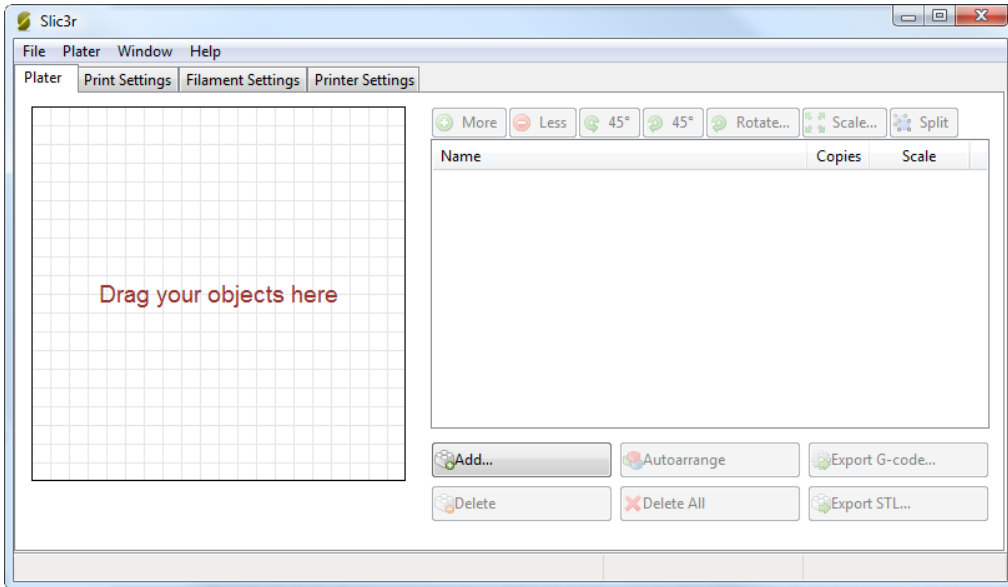 Slic3r
File Plater Window Help
Plater Print Settings Filament Settings Printer Settings
More Less 45° 45° Rotate... Scale... Split
Name Copies Scale
Drag your objects here
Add... Autoarrange Export G-code...
Delete Delete All Export STL...